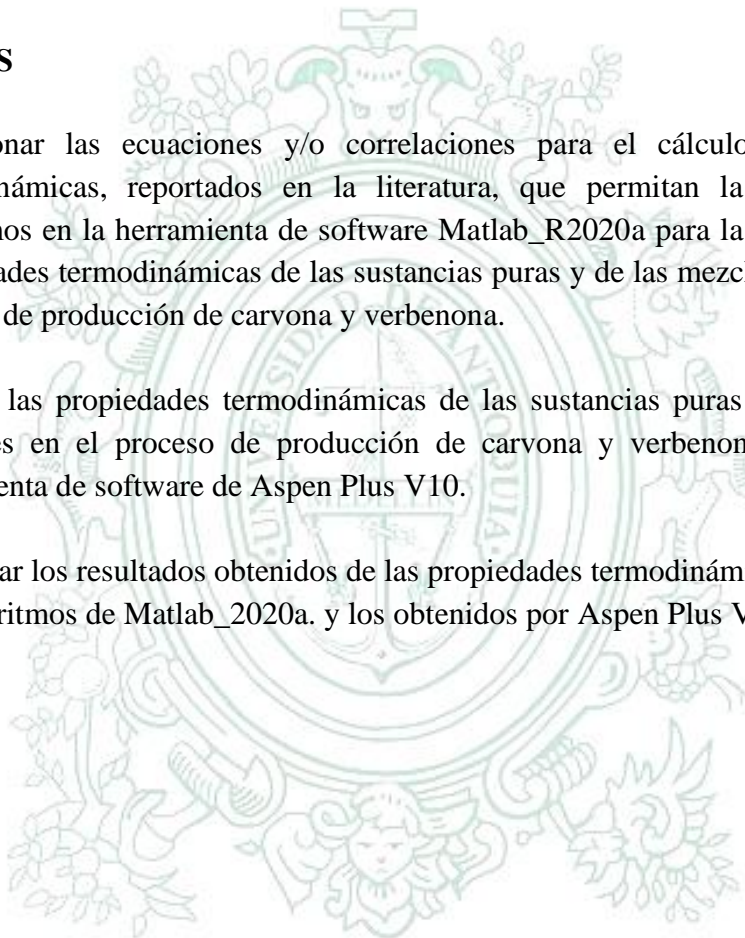 S
onar las ecuaciones y/o correlaciones para el cálculo
námicas, reportados en la literatura, que permitan la
nos en la herramienta de software Matlab_R2020a para la
ades termodinámicas de las sustancias puras y de las mezc
de producción de carvona y verbenona.
las propiedades termodinámicas de las sustancias puras
es en el proceso de producción de carvona y verbenon
enta de software de Aspen Plus V10.
ar los resultados obtenidos de las propiedades termodinám
ritmos de Matlab_2020a. y los obtenidos por Aspen Plus V